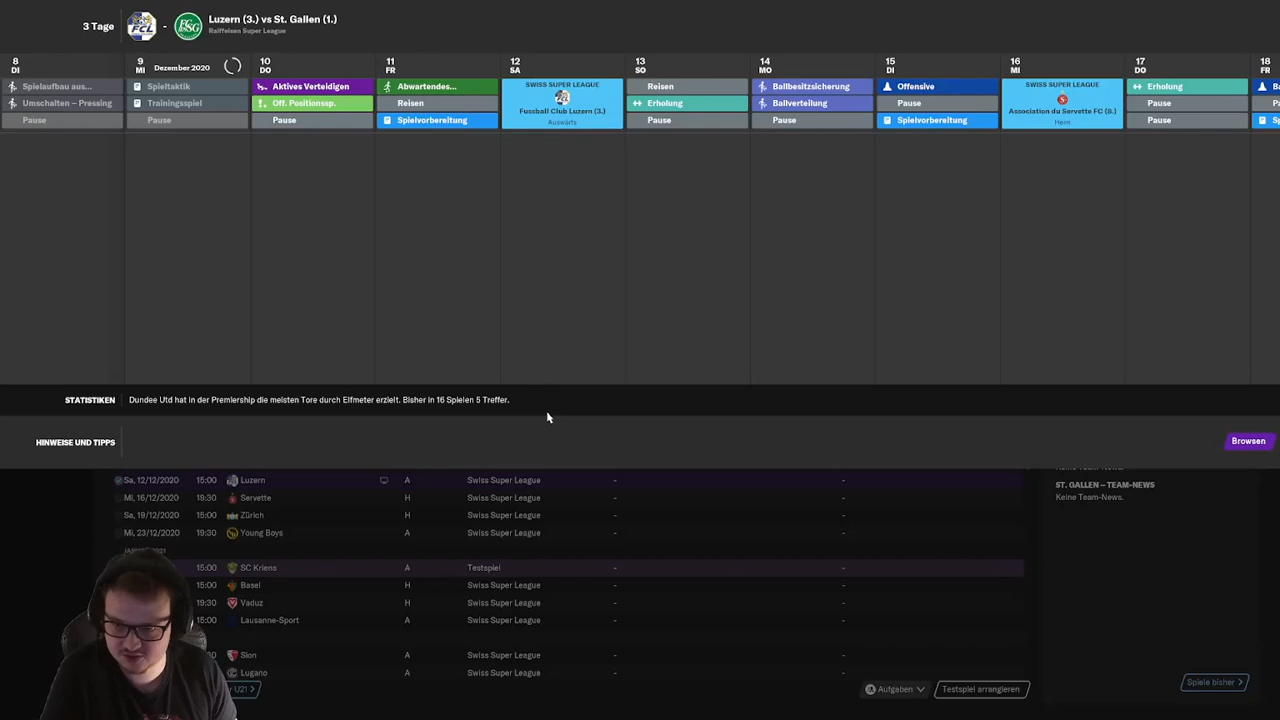 3 Tage
Luzern (3.) vs St. Gallen (1.)
Raiffeisen Super League
8 DI
9 MI Dezember 2020
10 DO
11 FR
12 SA
13 SO
14 MO
15 DI
16 MI
17 DO
18 FR
Spielaufbau aus...
Umschalten – Pressing
Pause
Spieltaktik
Trainingsspiel
Pause
Aktives Verteidigen
Off. Positionssp.
Pause
Abwartendes...
Reisen
Spielvorbereitung
SWISS SUPER LEAGUE
Fussball Club Luzern (3.)
Auswärts
Reisen
Erholung
Pause
Ballbesitzsicherung
Ballverteilung
Pause
Offensive
Pause
Spielvorbereitung
SWISS SUPER LEAGUE
Association du Servette FC (8.)
Heim
Erholung
Pause
Pause
STATISTIKEN
Dundee Utd hat in der Premiership die meisten Tore durch Elfmeter erzielt. Bisher in 16 Spielen 5 Treffer.
HINWEISE UND TIPPS
Browsen
Sa, 12/12/2020 15:00 Luzern A Swiss Super League - -
Mi, 16/12/2020 19:30 Servette H Swiss Super League - -
Sa, 19/12/2020 15:00 Zürich H Swiss Super League - -
Mi, 23/12/2020 19:30 Young Boys A Swiss Super League - -
15:00 SC Kriens A Testspiel - -
15:00 Basel H Swiss Super League - -
19:30 Vaduz H Swiss Super League - -
15:00 Lausanne-Sport A Swiss Super League - -
Sion A Swiss Super League - -
Lugano A Swiss Super League - -
ST. GALLEN – TEAM-NEWS
Keine Team-News.
U21
Aufgaben
Testspiel arrangieren
Spiele bisher